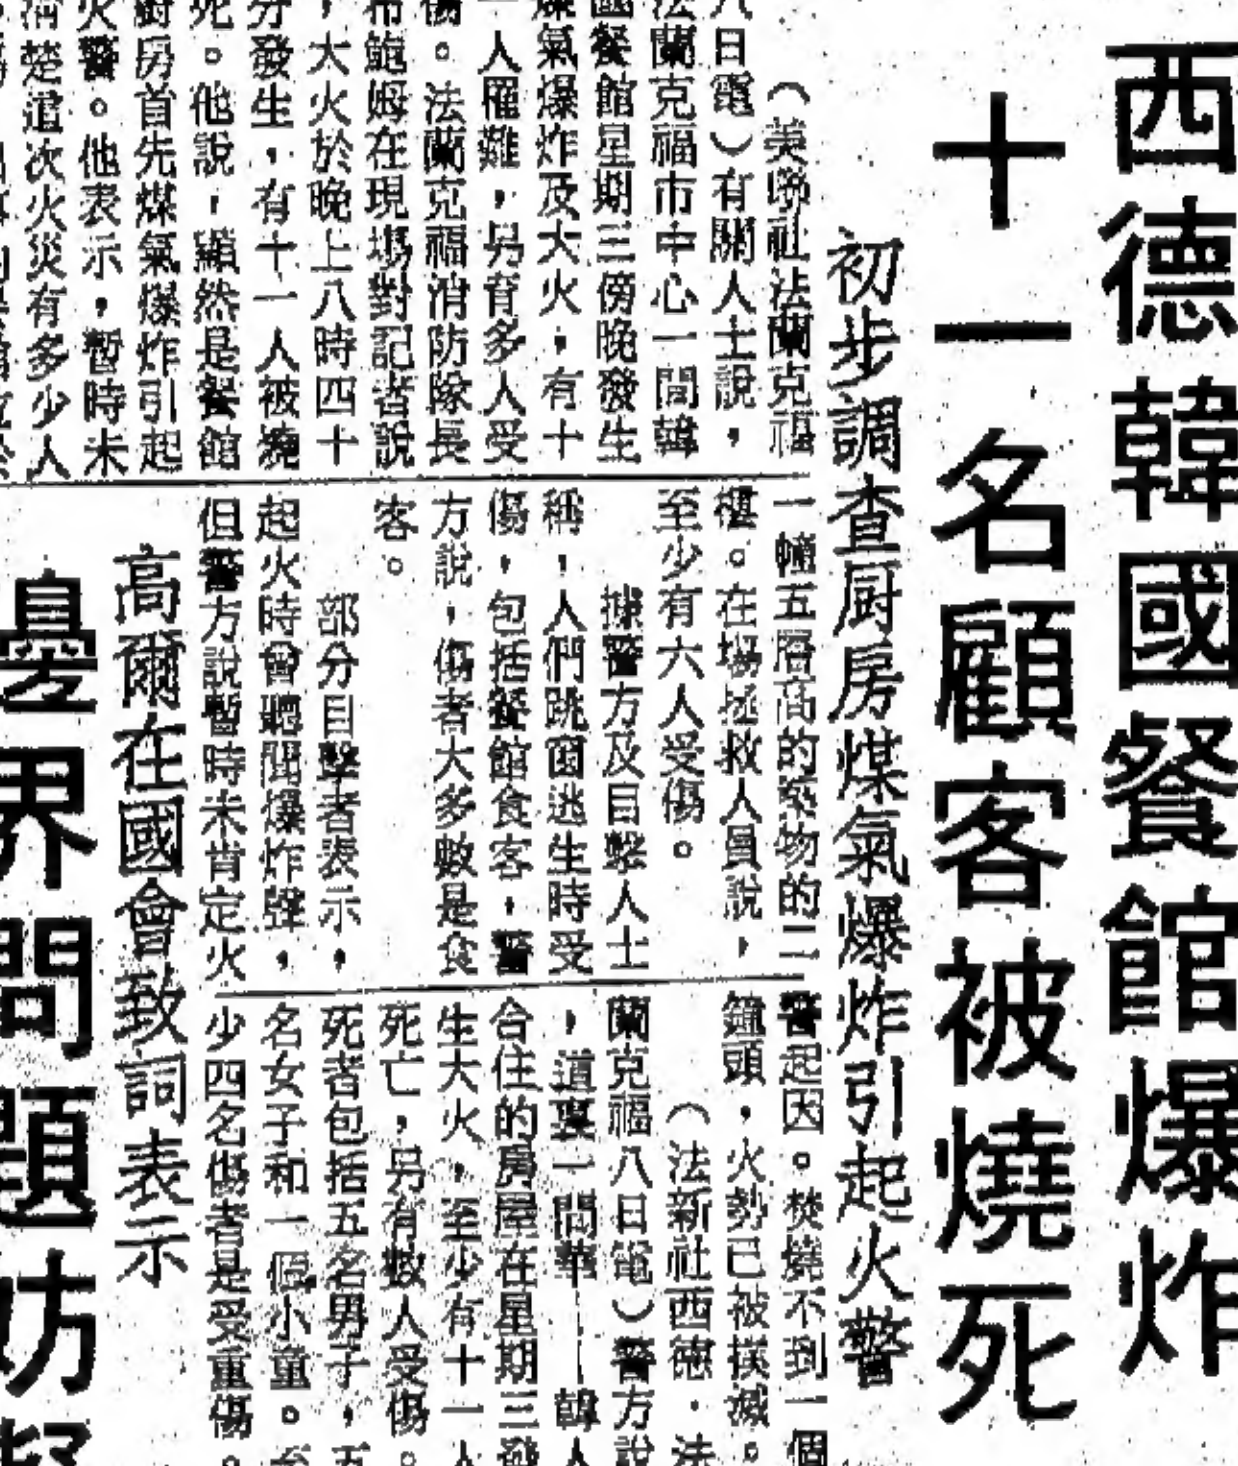 西德韓國餐館爆炸
十一名顧客被燒死
初步調查厨房煤氣爆炸引起火警
（美聯社法蘭克福
八日電）有關人士說，
法蘭克福市中心一間韓
國餐館星期三傍晚發生
煤氣爆炸及大火，有十
一人罹難，另有多人受
傷。法蘭克福消防隊長
布鮑姆在現場對記者說
，大火於晚上八時四十
分發生，有十一人被燒
死。他說，顯然是餐館
厨房首先煤氣爆炸引起
火警。他表示，暫時未
清楚這次火災有多少人
一幢五層高的築物的二
樓。在場拯救人員說，
至少有六人受傷。
據警方及目擊人士
稱，人們跳窗逃生時受
傷，包括餐館食客，警
方說，傷者大多數是食
客。
部分目擊者表示，
起火時曾聽聞爆炸聲，
但警方說暫時未肯定火
警起因。焚燒不到一個
鐘頭，火勢已被撲滅。
（法新社西德．法
蘭克福八日電）警方說
，這裏一間華——韓人
合住的房屋在星期三發
生大火，至少有十一人
死亡，另有數人受傷。
死者包括五名男子，五
名女子和一個小童。至
少四名傷者是受重傷。
高爾在國會致詞表示
邊界問題妨礙